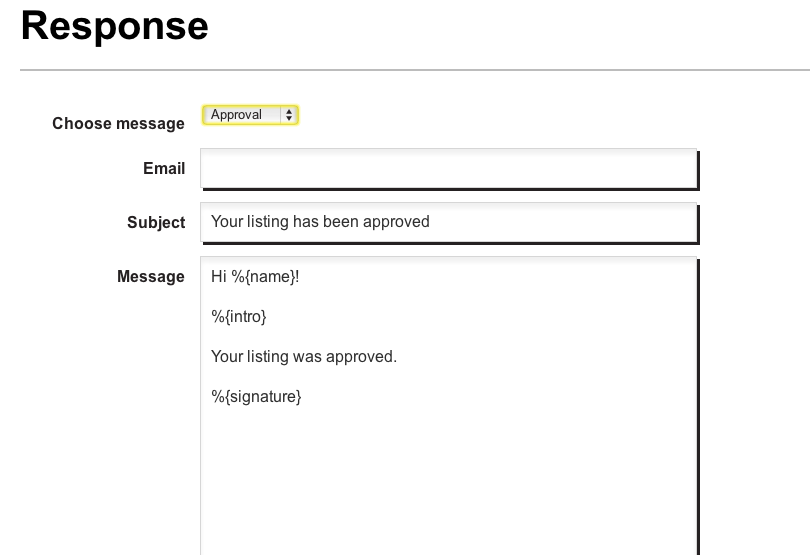 Response
Choose message Approval
Email
Subject Your listing has been approved
Message Hi %{name}!
%{intro}
Your listing was approved.
%{signature}